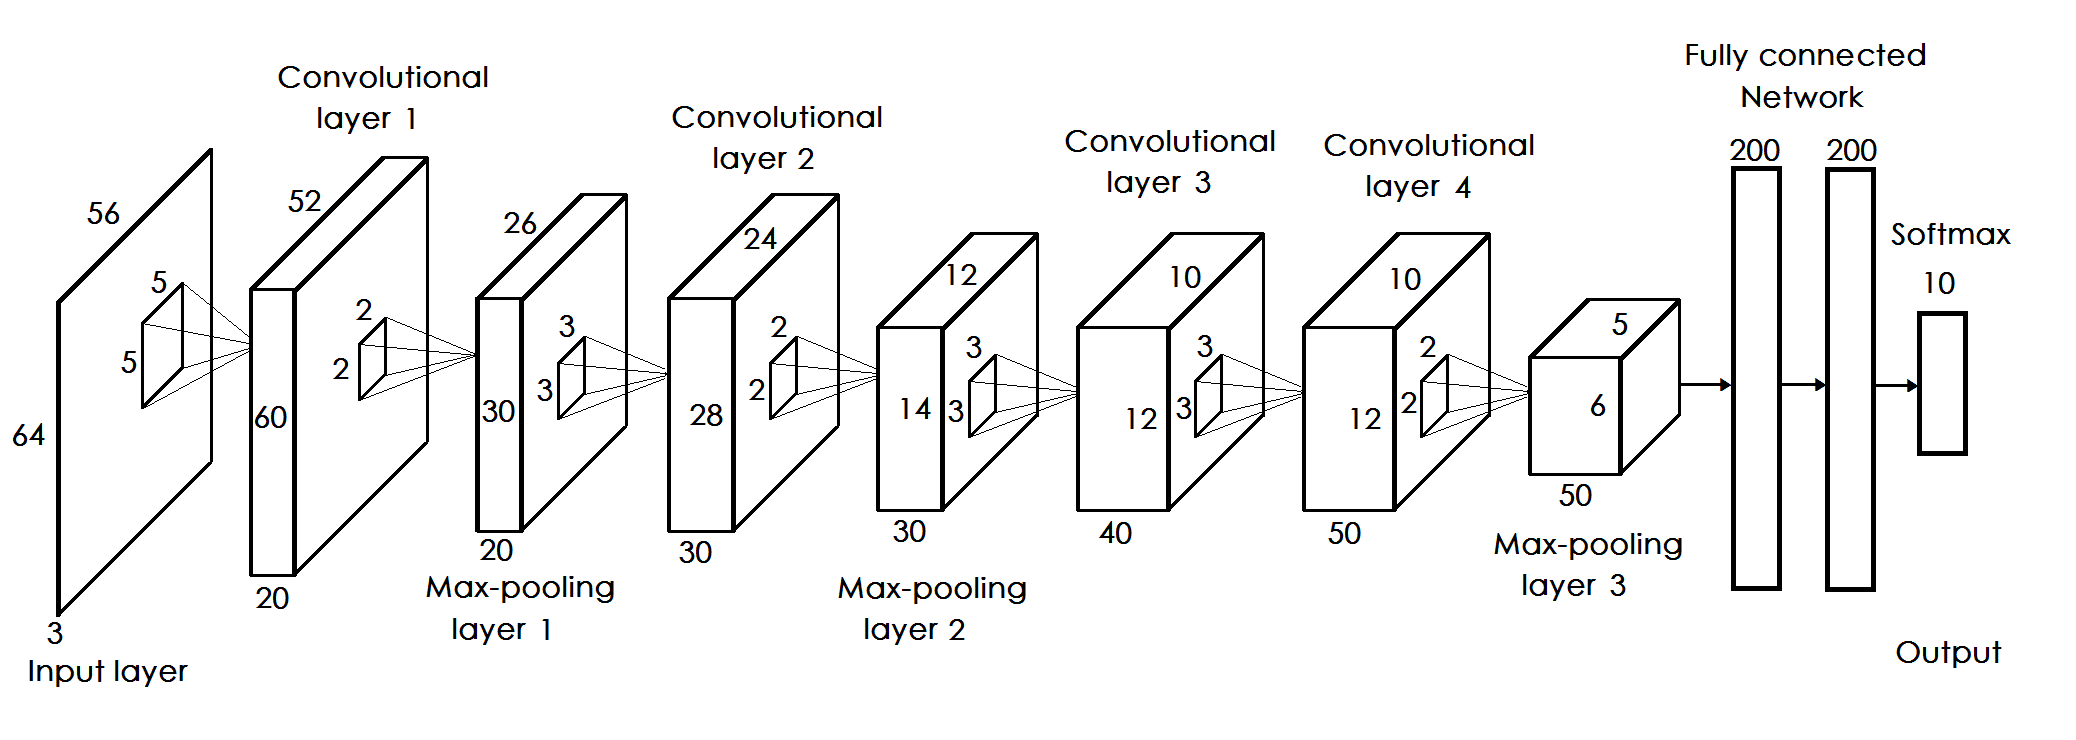 56
5
5
64
3
Input layer
Convolutional
layer 1
52
2
2
60
20
26
3
3
30
20
Max-pooling
layer 1
Convolutional
layer 2
24
2
2
28
30
12
3
3
14
30
Max-pooling
layer 2
Convolutional
layer 3
10
3
3
12
40
Convolutional
layer 4
10
2
2
12
50
5
6
50
Max-pooling
layer 3
Fully connected
Network
200 200
Softmax
10
Output